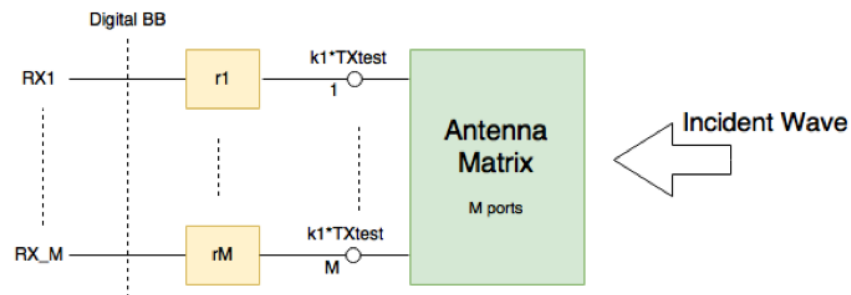 Digital BB
RX1
r1
k1*TXtest
1
Antenna
Matrix
M ports
Incident Wave
RX_M
rM
k1*TXtest
M